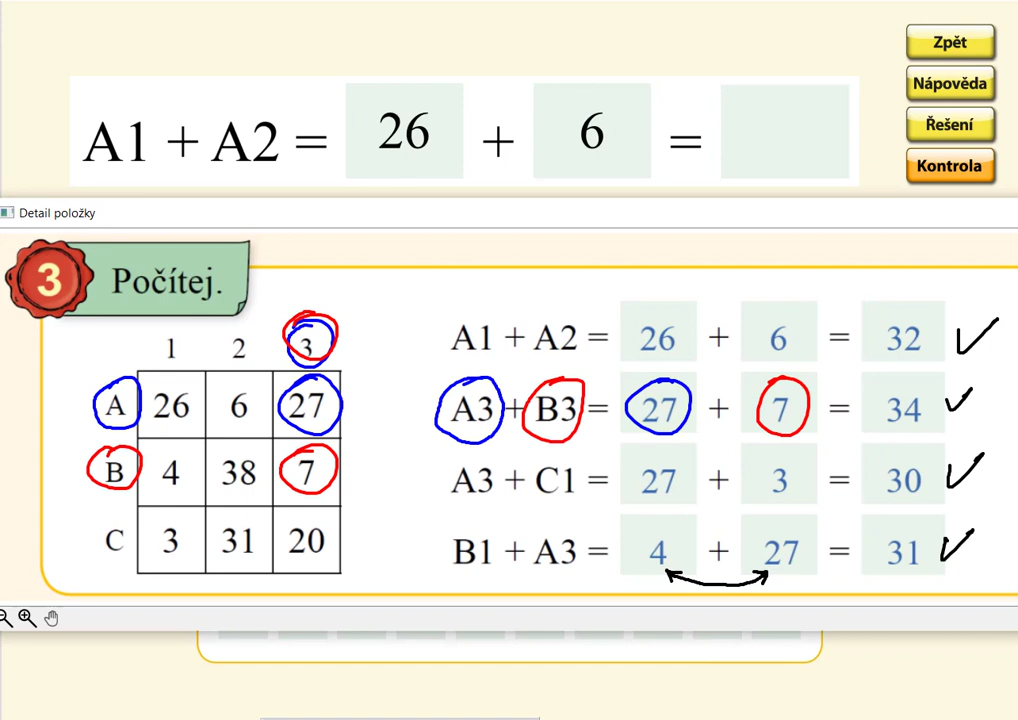 Zpět
Nápověda
Řešení
Kontrola
A1 + A2 = 26 + 6 =
Detail položky
3 Počítej.
1 2 3
A 26 6 27
B 4 38 7
C 3 31 20
A1 + A2 = 26 + 6 = 32
A3 + B3 = 27 + 7 = 34
A3 + C1 = 27 + 3 = 30
B1 + A3 = 4 + 27 = 31